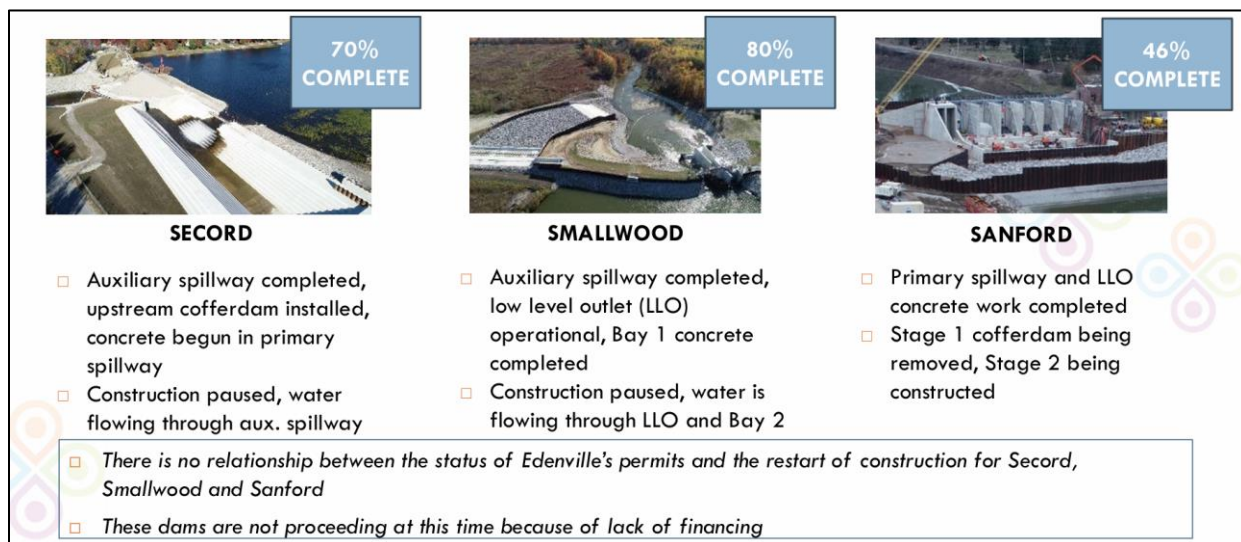 70%
COMPLETE
80%
COMPLETE
46%
COMPLETE
SECORD
Auxiliary spillway completed,
upstream cofferdam installed,
concrete begun in primary
spillway
Construction paused, water
flowing through aux. spillway
SMALLWOOD
Auxiliary spillway completed,
low level outlet (LLO)
operational, Bay 1 concrete
completed
Construction paused, water is
flowing through LLO and Bay 2
SANFORD
Primary spillway and LLO
concrete work completed
Stage 1 cofferdam being
removed, Stage 2 being
constructed
There is no relationship between the status of Edenville's permits and the restart of construction for Secord,
Smallwood and Sanford
These dams are not proceeding at this time because of lack of financing